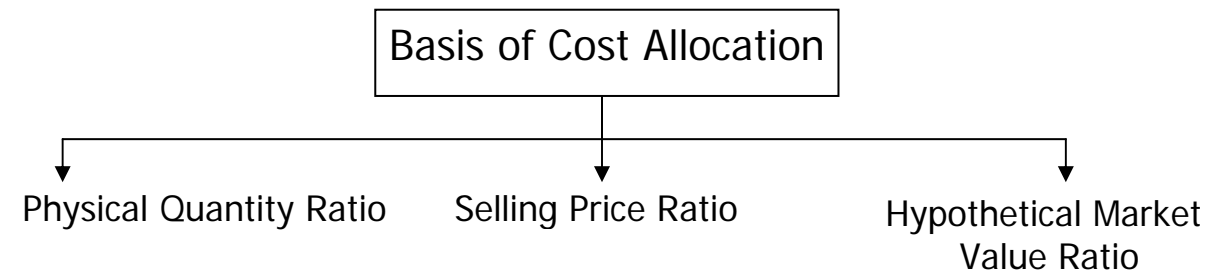 Basis of Cost Allocation
Physical Quantity Ratio
Selling Price Ratio
Hypothetical Market
Value Ratio